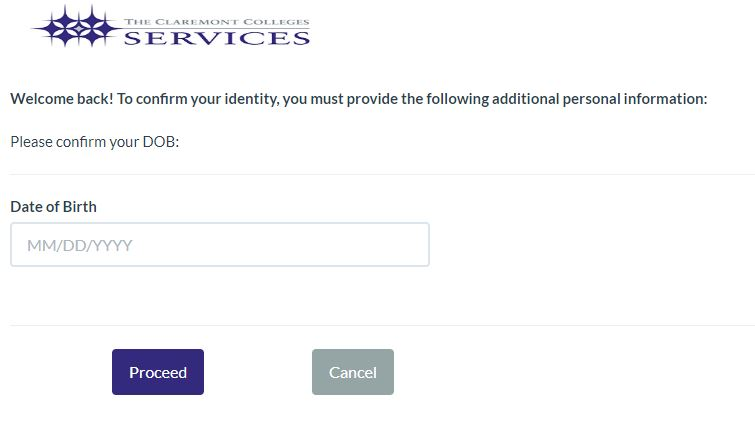 THE CLAREMONT COLLEGES
SERVICES
Welcome back! To confirm your identity, you must provide the following additional personal information:
Please confirm your DOB:
Date of Birth
MM/DD/YYYY
Proceed
Cancel